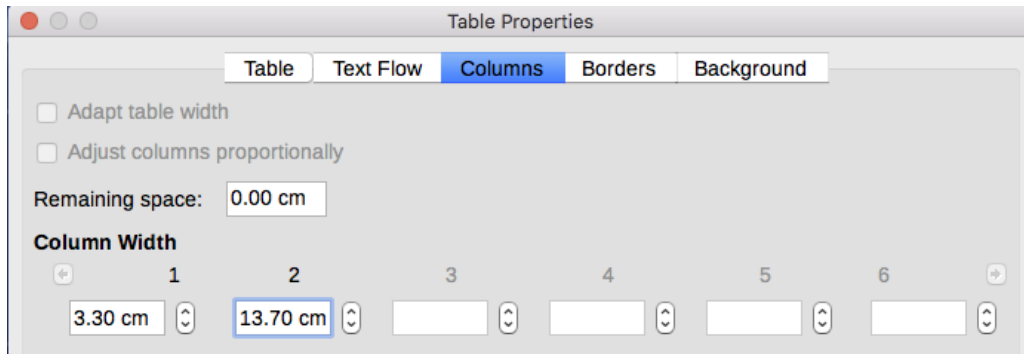 Table Properties
Table Text Flow Columns Borders Background
Adapt table width
Adjust columns proportionally
Remaining space: 0.00 cm
Column Width
1 2 3 4 5 6
3.30 cm 13.70 cm